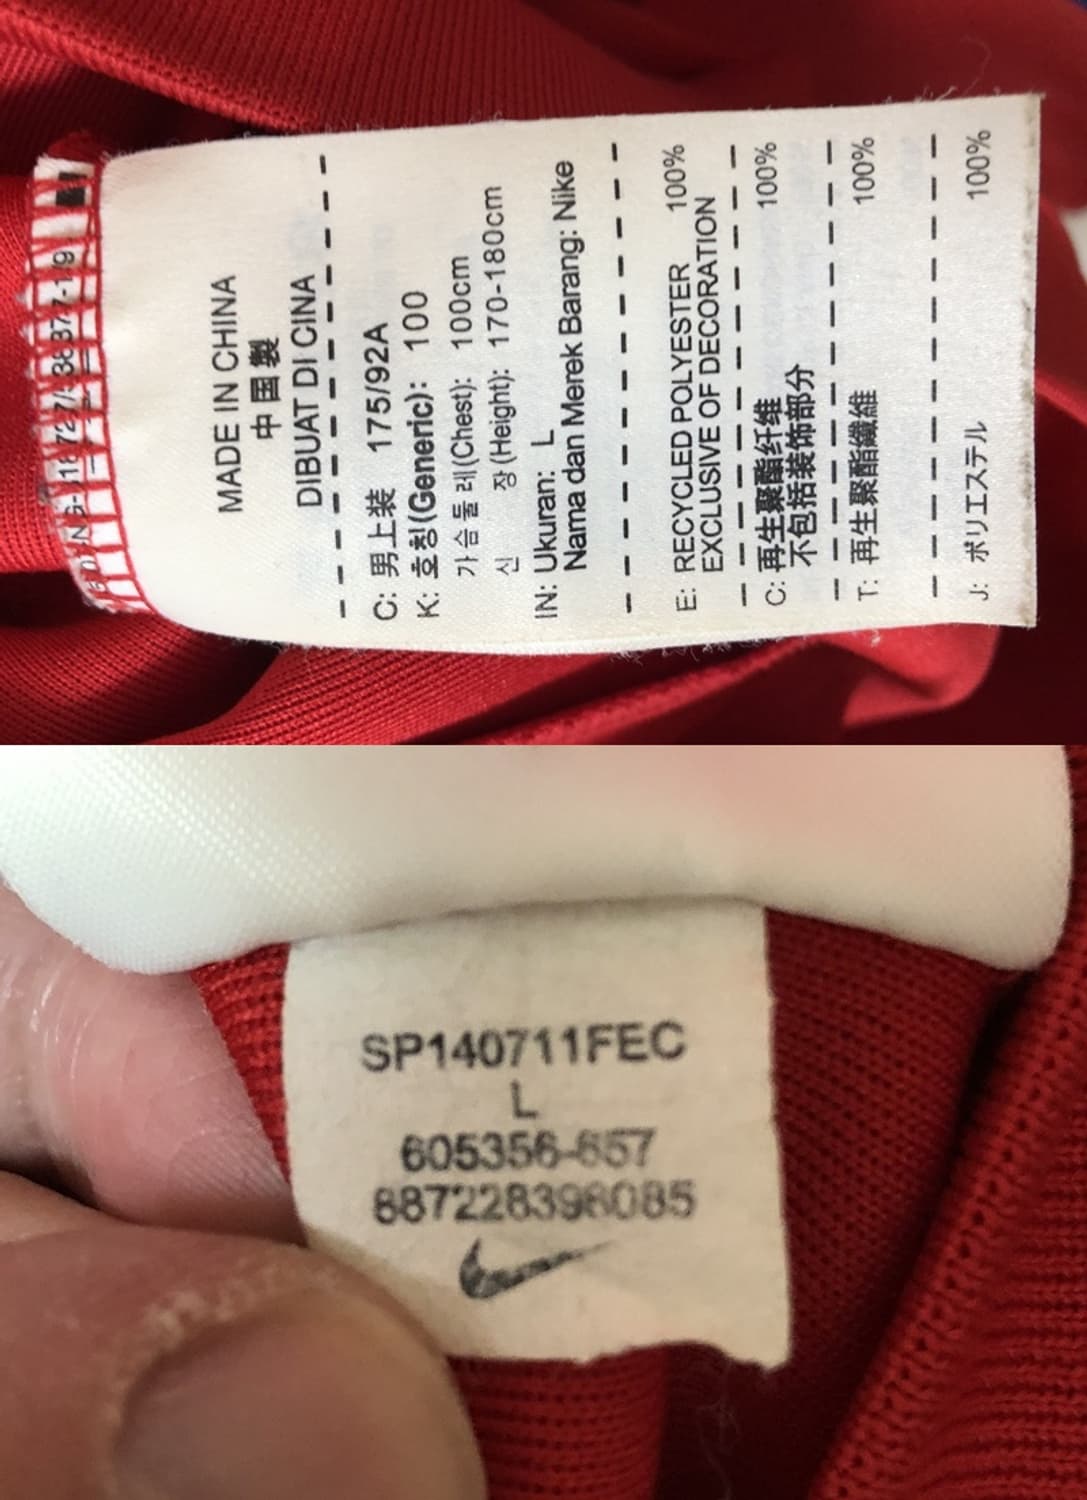 MADE IN CHINA
中国製
DIBUAT DI CINA
C: 男上装 175/92A
K: 호칭(Generic): 100
가슴둘레(Chest): 100cm
신 장(Height): 170-180cm
IN: Ukuran: L
Nama dan Merek Barang: Nike
E: RECYCLED POLYESTER 100%
EXCLUSIVE OF DECORATION
C: 再生聚酯纤维 100%
不包括装饰部分
T: 再生聚酯纖維 100%
J: ポリエステル 100%
SP140711FEC
L
605356-657
887228396085